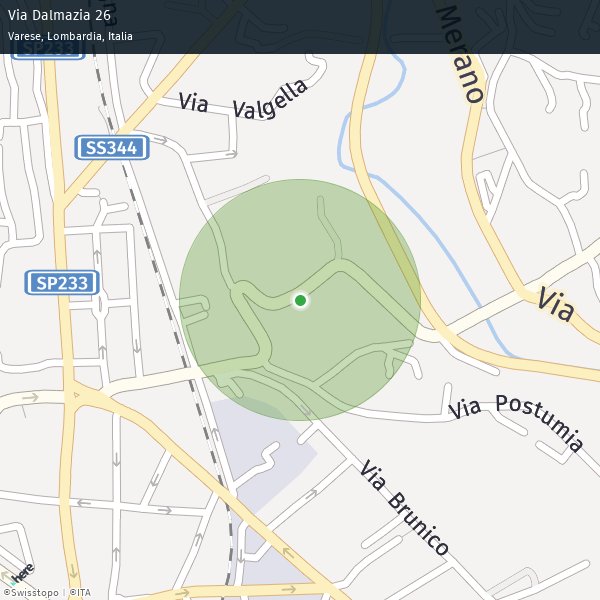 Via Dalmazia 26
Varese, Lombardia, Italia
SP233
Merano
Via Valgella
SS344
SP233
Via
Via Postumia
Via Brunico
here
©Swisstopo | ©ITA